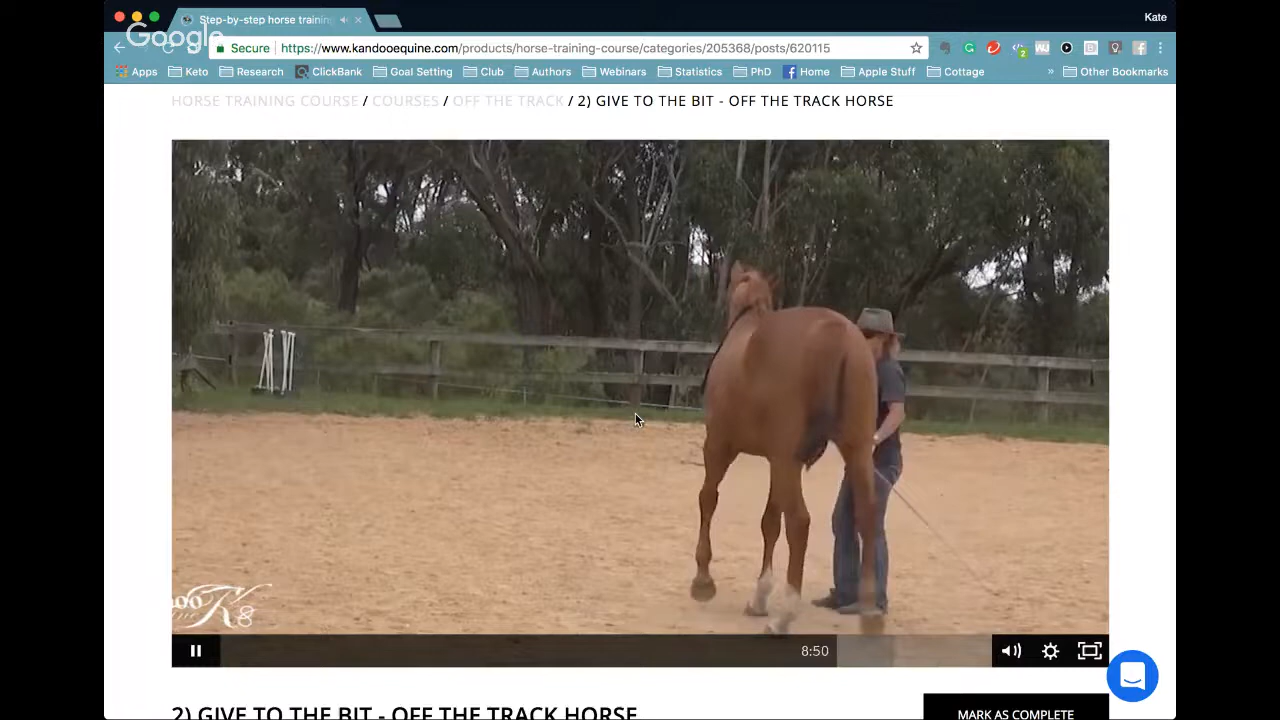 Step-by-step horse trainin
Kate
Google
Secure https://www.kandooequine.com/products/horse-training-course/categories/205368/posts/620115
Apps Keto Research ClickBank Goal Setting Club Authors Webinars Statistics PhD Home Apple Stuff Cottage » Other Bookmarks
HORSE TRAINING COURSE / COURSES / OFF THE TRACK / 2) GIVE TO THE BIT - OFF THE TRACK HORSE
8:50
2) GIVE TO THE BIT - OFF THE TRACK HORSE
MARK AS COMPLETE